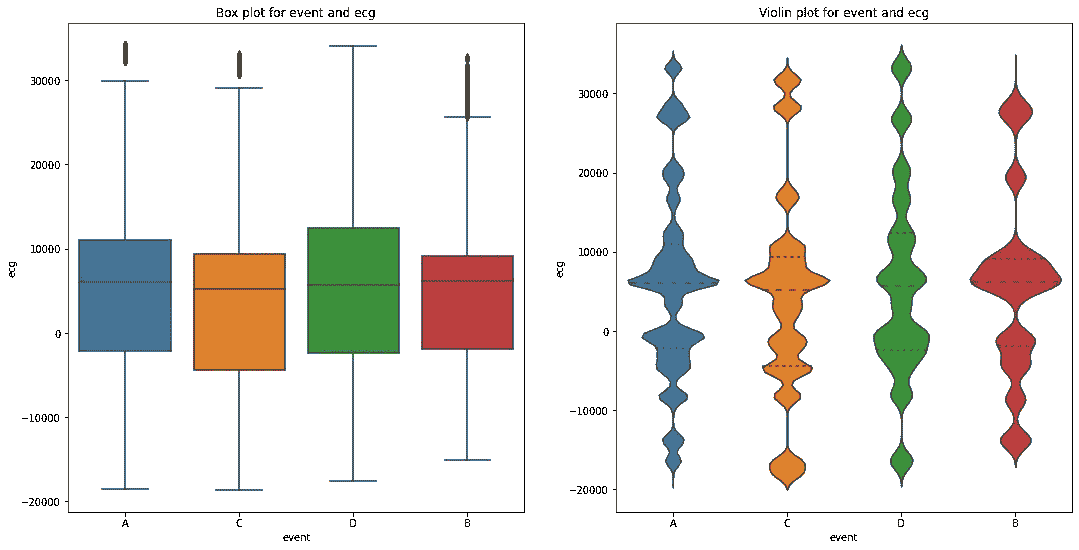 Box plot for event and ecg
30000
20000
10000
0
−10000
−20000
ecg
A C D B
event
Violin plot for event and ecg
30000
20000
10000
0
−10000
−20000
ecg
A C D B
event